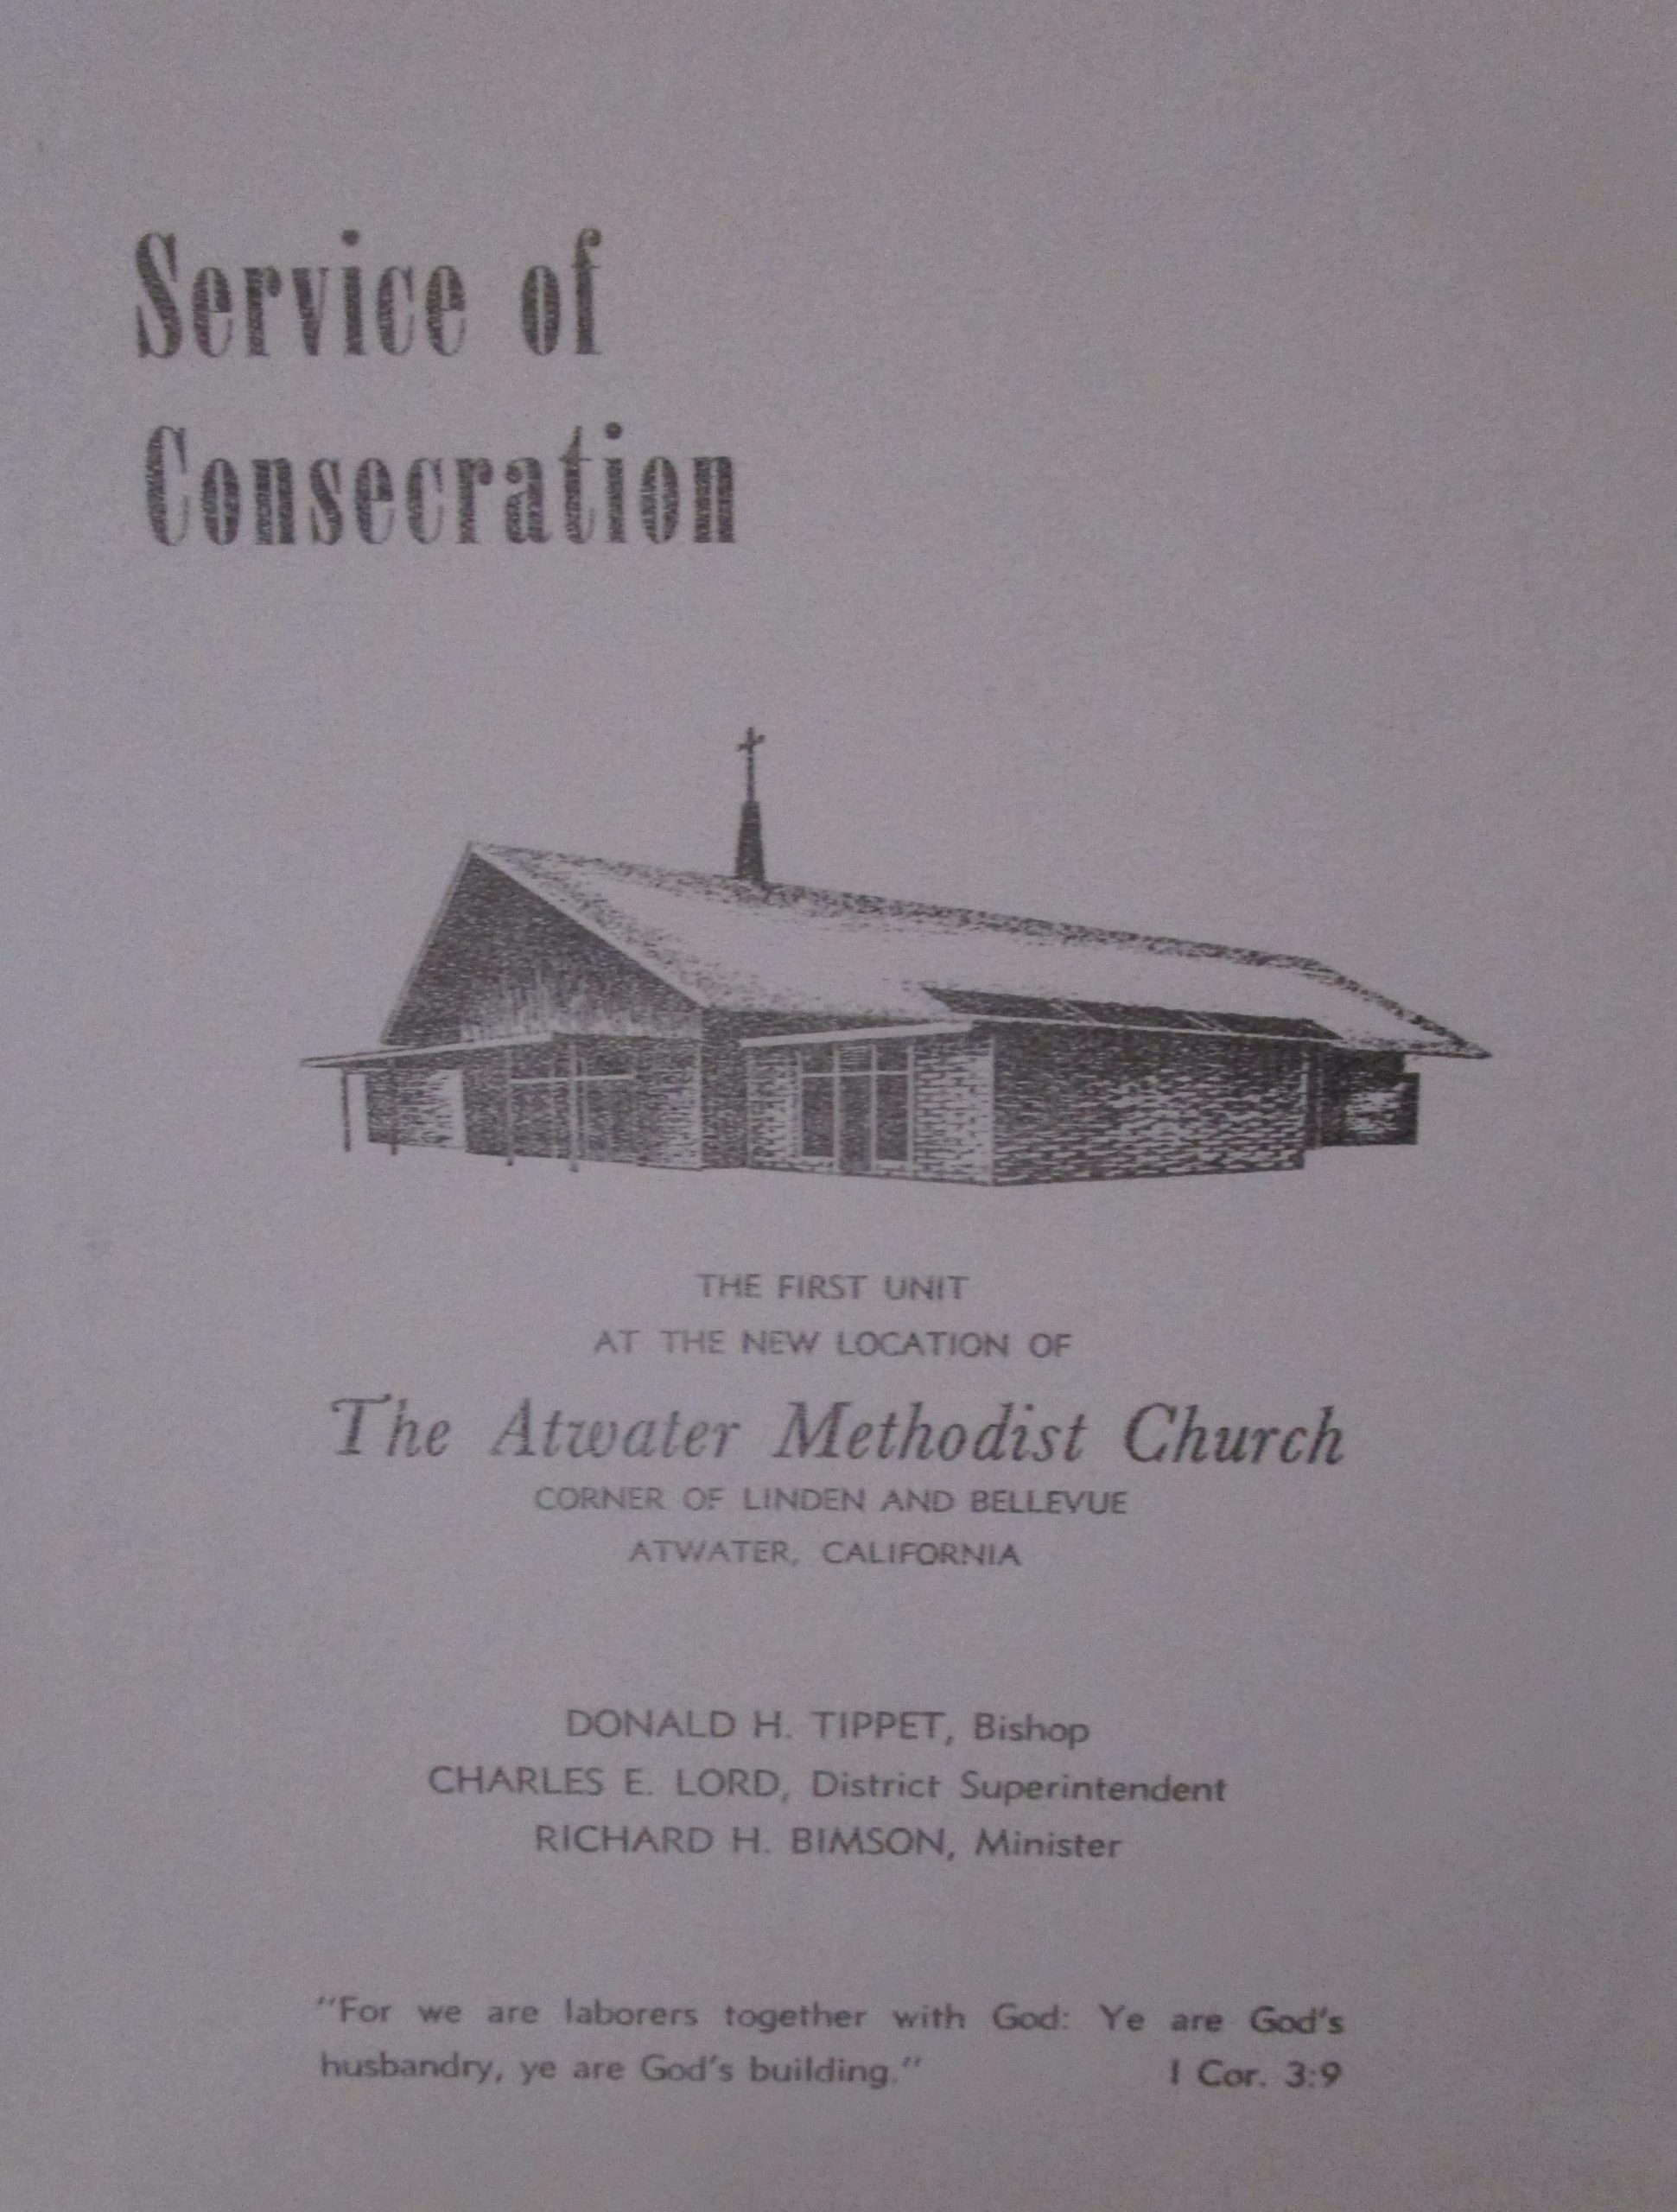 Service of
Consecration
THE FIRST UNIT
AT THE NEW LOCATION OF
The Atwater Methodist Church
CORNER OF LINDEN AND BELLEVUE
ATWATER, CALIFORNIA
DONALD H. TIPPET, Bishop
CHARLES E. LORD, District Superintendent
RICHARD H. BIMSON, Minister
"For we are laborers together with God: Ye are God's
husbandry, ye are God's building." I Cor. 3:9